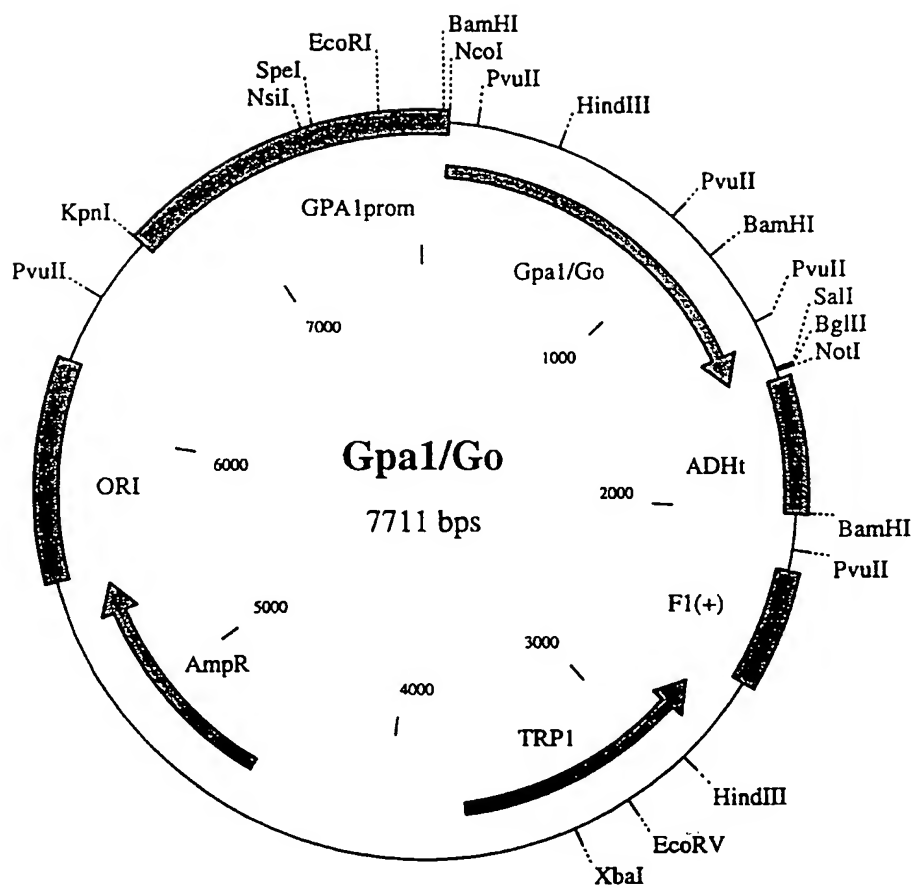 BamHI
EcoRI
NcoI
SpeI
PvuII
NsiI
HindIII
KpnI
GPA1prom
PvuII
BamHI
PvuII
Gpa1/Go
PvuII
SalI
BglII
NotI
7000
1000
Gpa1/Go
7711 bps
6000
ORI
2000
ADHt
BamHI
PvuII
F1(+)
5000
AmpR
3000
4000
TRP1
HindIII
EcoRV
XbaI